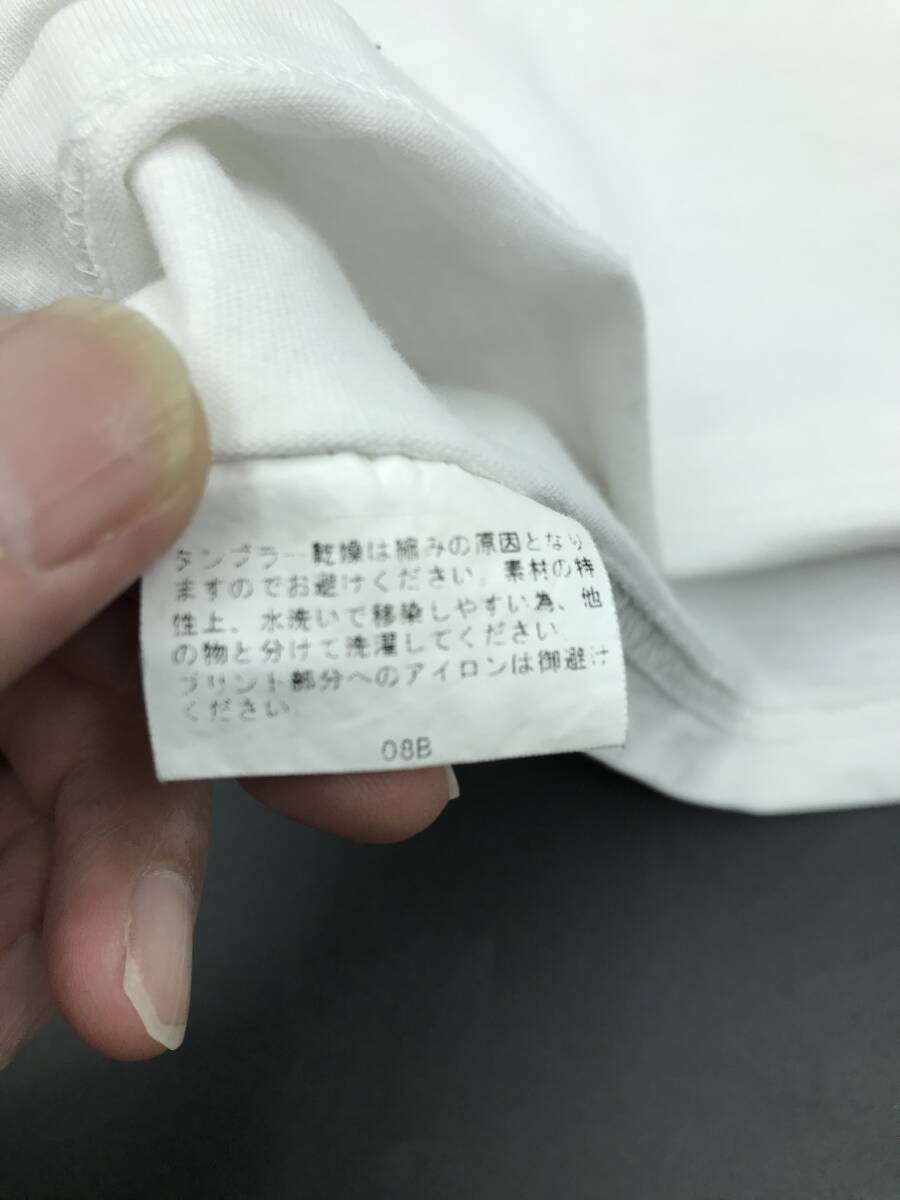 タンブラー乾燥は縮みの原因となり
ますのでお避けください。素材の特
性上、水洗いで移染しやすい為、他
の物と分けて洗濯してください。
プリント部分へのアイロンは御避け
ください。
08B